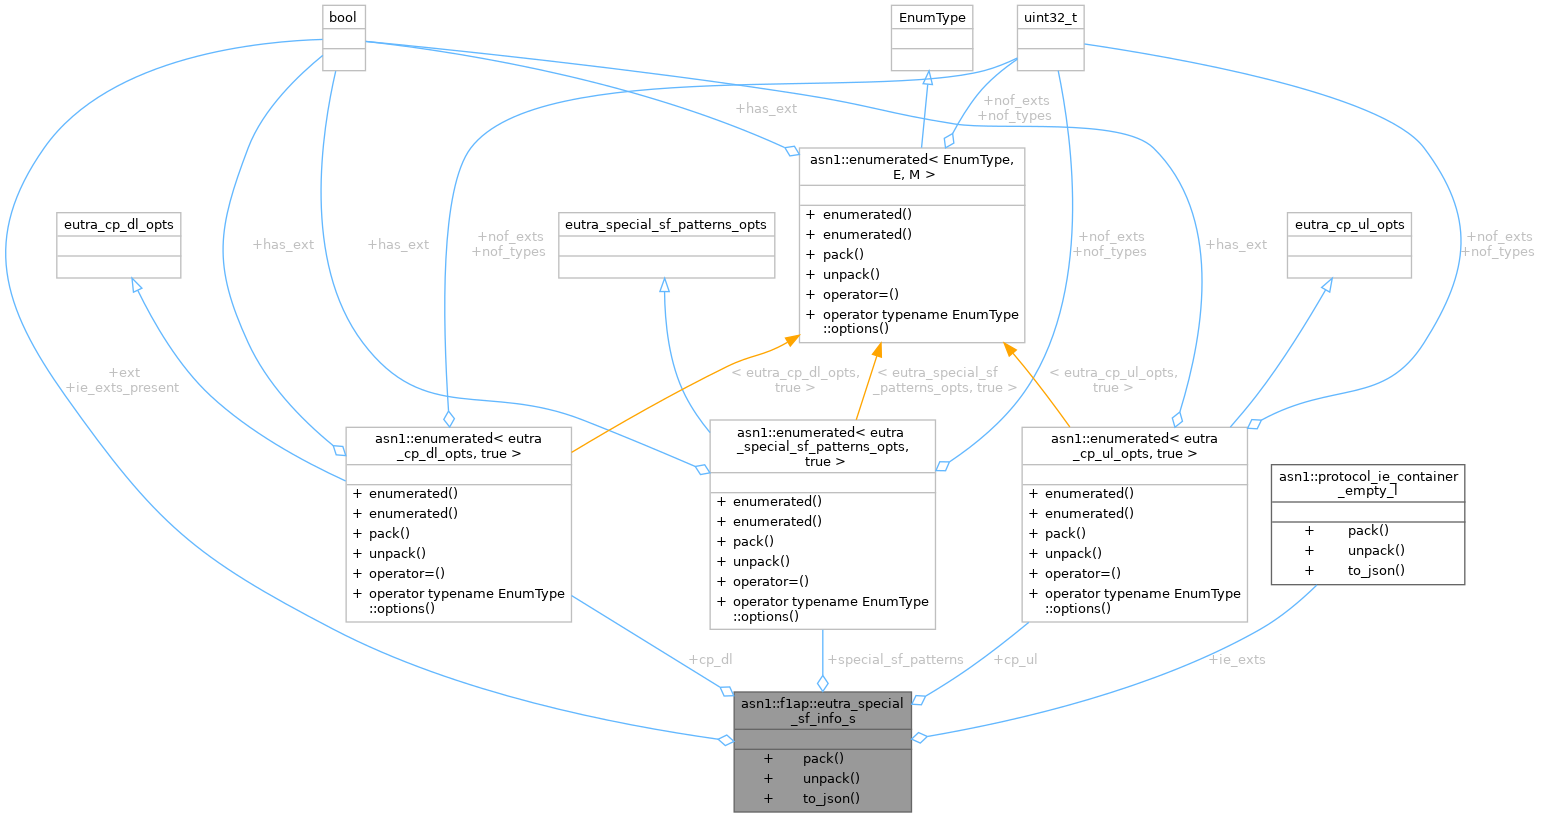 bool
EnumType
uint32_t
+has_ext
+nof_exts
+nof_types
asn1::enumerated< EnumType,
E, M >
+ enumerated()
+ enumerated()
+ pack()
+ unpack()
+ operator=()
+ operator typename EnumType
::options()
eutra_cp_dl_opts
eutra_special_sf_patterns_opts
eutra_cp_ul_opts
+has_ext
+has_ext
+nof_exts
+nof_types
+nof_exts
+nof_types
+has_ext
+nof_exts
+nof_types
+ext
+ie_exts_present
< eutra_cp_dl_opts,
true >
< eutra_special_sf
_patterns_opts, true >
< eutra_cp_ul_opts,
true >
asn1::enumerated< eutra
_cp_dl_opts, true >
+ enumerated()
+ enumerated()
+ pack()
+ unpack()
+ operator=()
+ operator typename EnumType
::options()
asn1::enumerated< eutra
_special_sf_patterns_opts,
true >
+ enumerated()
+ enumerated()
+ pack()
+ unpack()
+ operator=()
+ operator typename EnumType
::options()
asn1::enumerated< eutra
_cp_ul_opts, true >
+ enumerated()
+ enumerated()
+ pack()
+ unpack()
+ operator=()
+ operator typename EnumType
::options()
asn1::protocol_ie_container
_empty_l
+ pack()
+ unpack()
+ to_json()
+cp_dl
+special_sf_patterns
+cp_ul
+ie_exts
asn1::f1ap::eutra_special
_sf_info_s
+ pack()
+ unpack()
+ to_json()